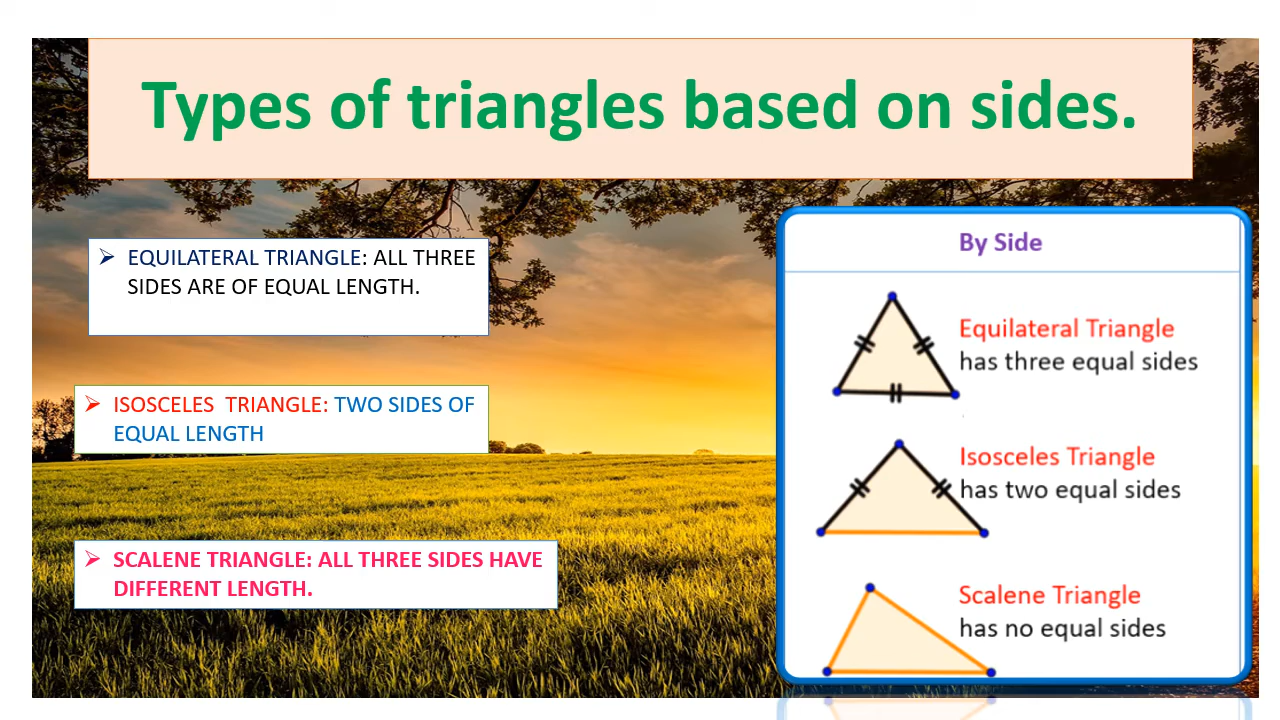 Types of triangles based on sides.
EQUILATERAL TRIANGLE: ALL THREE
SIDES ARE OF EQUAL LENGTH.
ISOSCELES TRIANGLE: TWO SIDES OF
EQUAL LENGTH
SCALENE TRIANGLE: ALL THREE SIDES HAVE
DIFFERENT LENGTH.
By Side
Equilateral Triangle
has three equal sides
Isosceles Triangle
has two equal sides
Scalene Triangle
has no equal sides